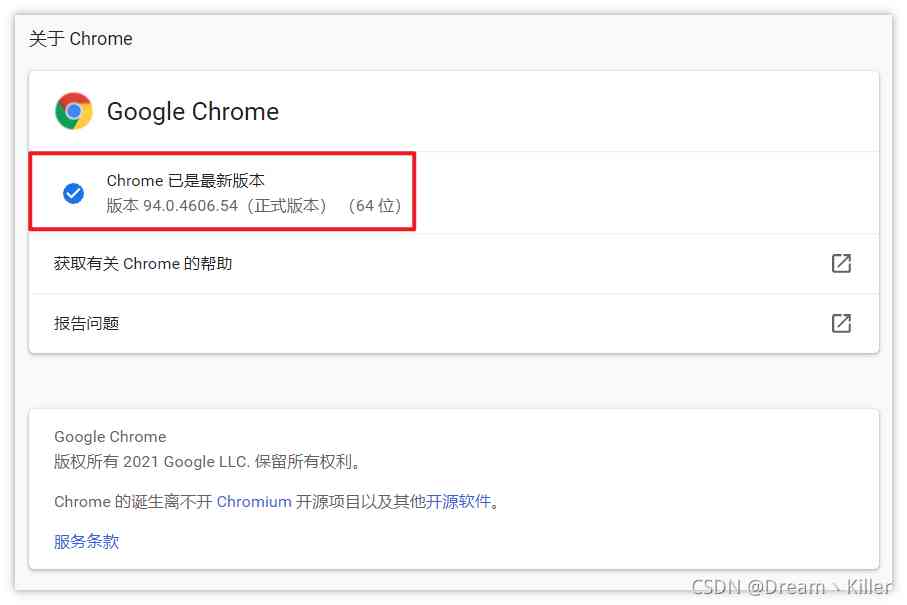 关于 Chrome
Google Chrome
Chrome 已是最新版本
版本 94.0.4606.54（正式版本） （64 位）
获取有关 Chrome 的帮助
报告问题
Google Chrome
版权所有 2021 Google LLC. 保留所有权利。
Chrome 的诞生离不开 Chromium 开源项目以及其他开源软件。
服务条款
CSDN @Dream丶Killer